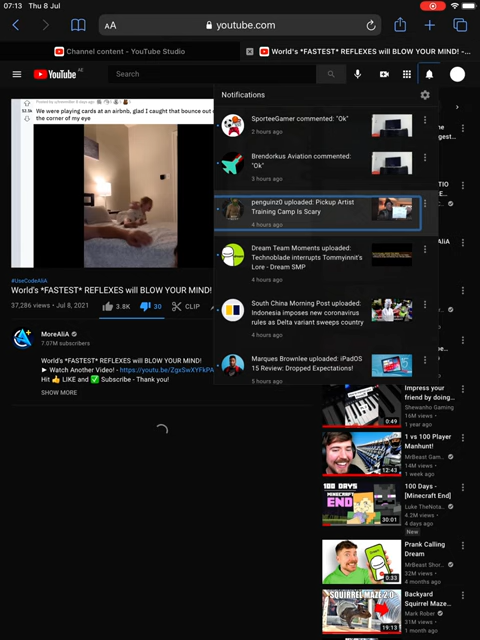 07:13 Thu 8 Jul
AA
youtube.com
Channel content - YouTube Studio
World's *FASTEST* REFLEXES will BLOW YOUR MIND! -...
YouTube AE
Search
Notifications
We were playing cards at an airbnb, glad I caught that bounce out
the corner of my eye
SporteeGamer commented: "Ok"
2 hours ago
Brendorkus Aviation commented:
"Ok"
3 hours ago
penguinz0 uploaded: Pickup Artist
Training Camp Is Scary
4 hours ago
Dream Team Moments uploaded:
Technoblade interrupts Tommyinnit's
Lore - Dream SMP
4 hours ago
South China Morning Post uploaded:
Indonesia imposes new coronavirus
rules as Delta variant sweeps country
4 hours ago
Marques Brownlee uploaded: iPadOS
15 Review: Dropped Expectations!
5 hours ago
#UseCodeAliA
World's *FASTEST* REFLEXES will BLOW YOUR MIND!
37,286 views • Jul 8, 2021
3.8K
30
CLIP
MoreAliA
7.07M subscribers
World's *FASTEST* REFLEXES will BLOW YOUR MIND!
► Watch Another Video! - https://youtu.be/ZgxSwXYFkPA
Hit 👍 LIKE and ✅ Subscribe - Thank you!
SHOW MORE
Impress your
friend by doing...
Shewanho Gaming
16M views •
1 year ago
0:49
1 vs 100 Player
Manhunt!
MrBeast Gam...
14M views •
1 week ago
12:43
100 DAYS
MINECRAFT
END
30:01
100 Days -
[Minecraft End]
Luke TheNota...
4.2M views •
4 days ago
New
Prank Calling
Dream
MrBeast Shor...
32M views •
4 months ago
0:33
SQUIRREL MAZE 2.0
19:13
Backyard
Squirrel Maze...
Mark Rober
31M views •
1 month ago